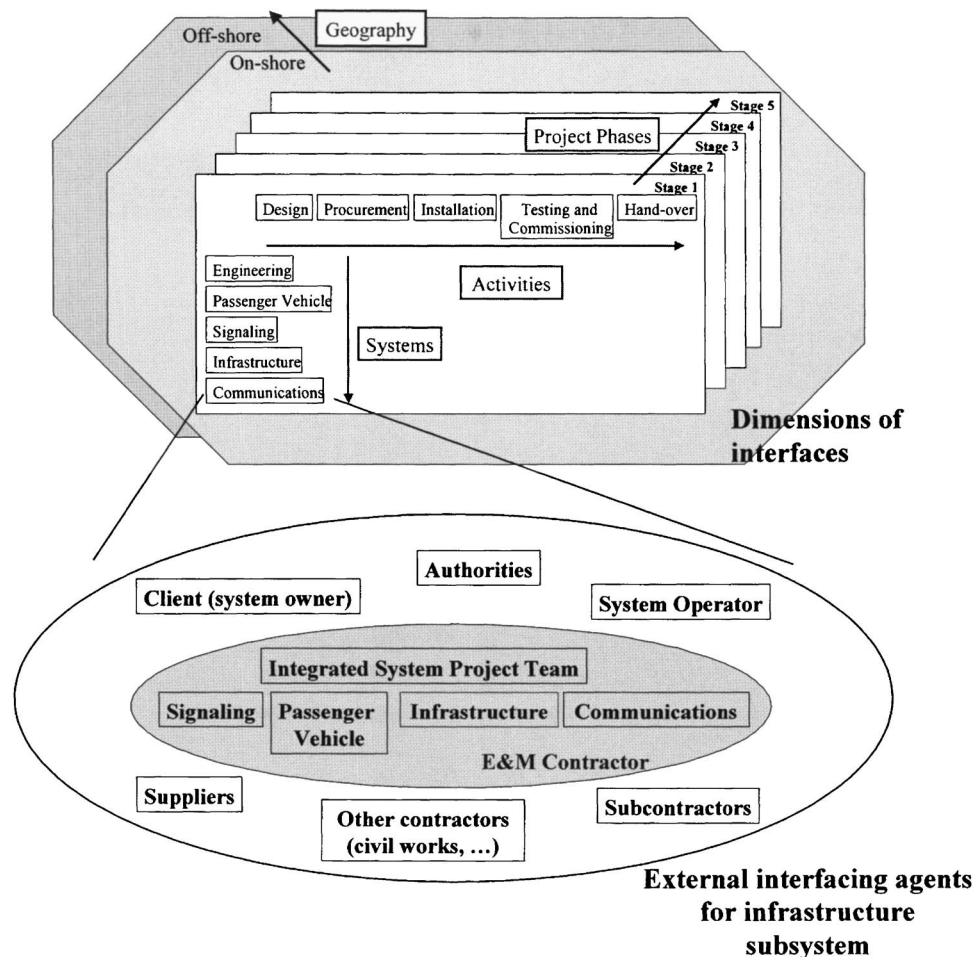 Off-shore
Geography
On-shore
Stage 5
Stage 4
Project Phases
Stage 3
Stage 2
Stage 1
Design
Procurement
Installation
Testing and
Commissioning
Hand-over
Activities
Engineering
Passenger Vehicle
Signaling
Infrastructure
Communications
Systems
Dimensions of
interfaces
Authorities
Client (system owner)
System Operator
Integrated System Project Team
Signaling
Passenger
Vehicle
Infrastructure
Communications
E&M Contractor
Suppliers
Other contractors
(civil works, …)
Subcontractors
External interfacing agents
for infrastructure
subsystem